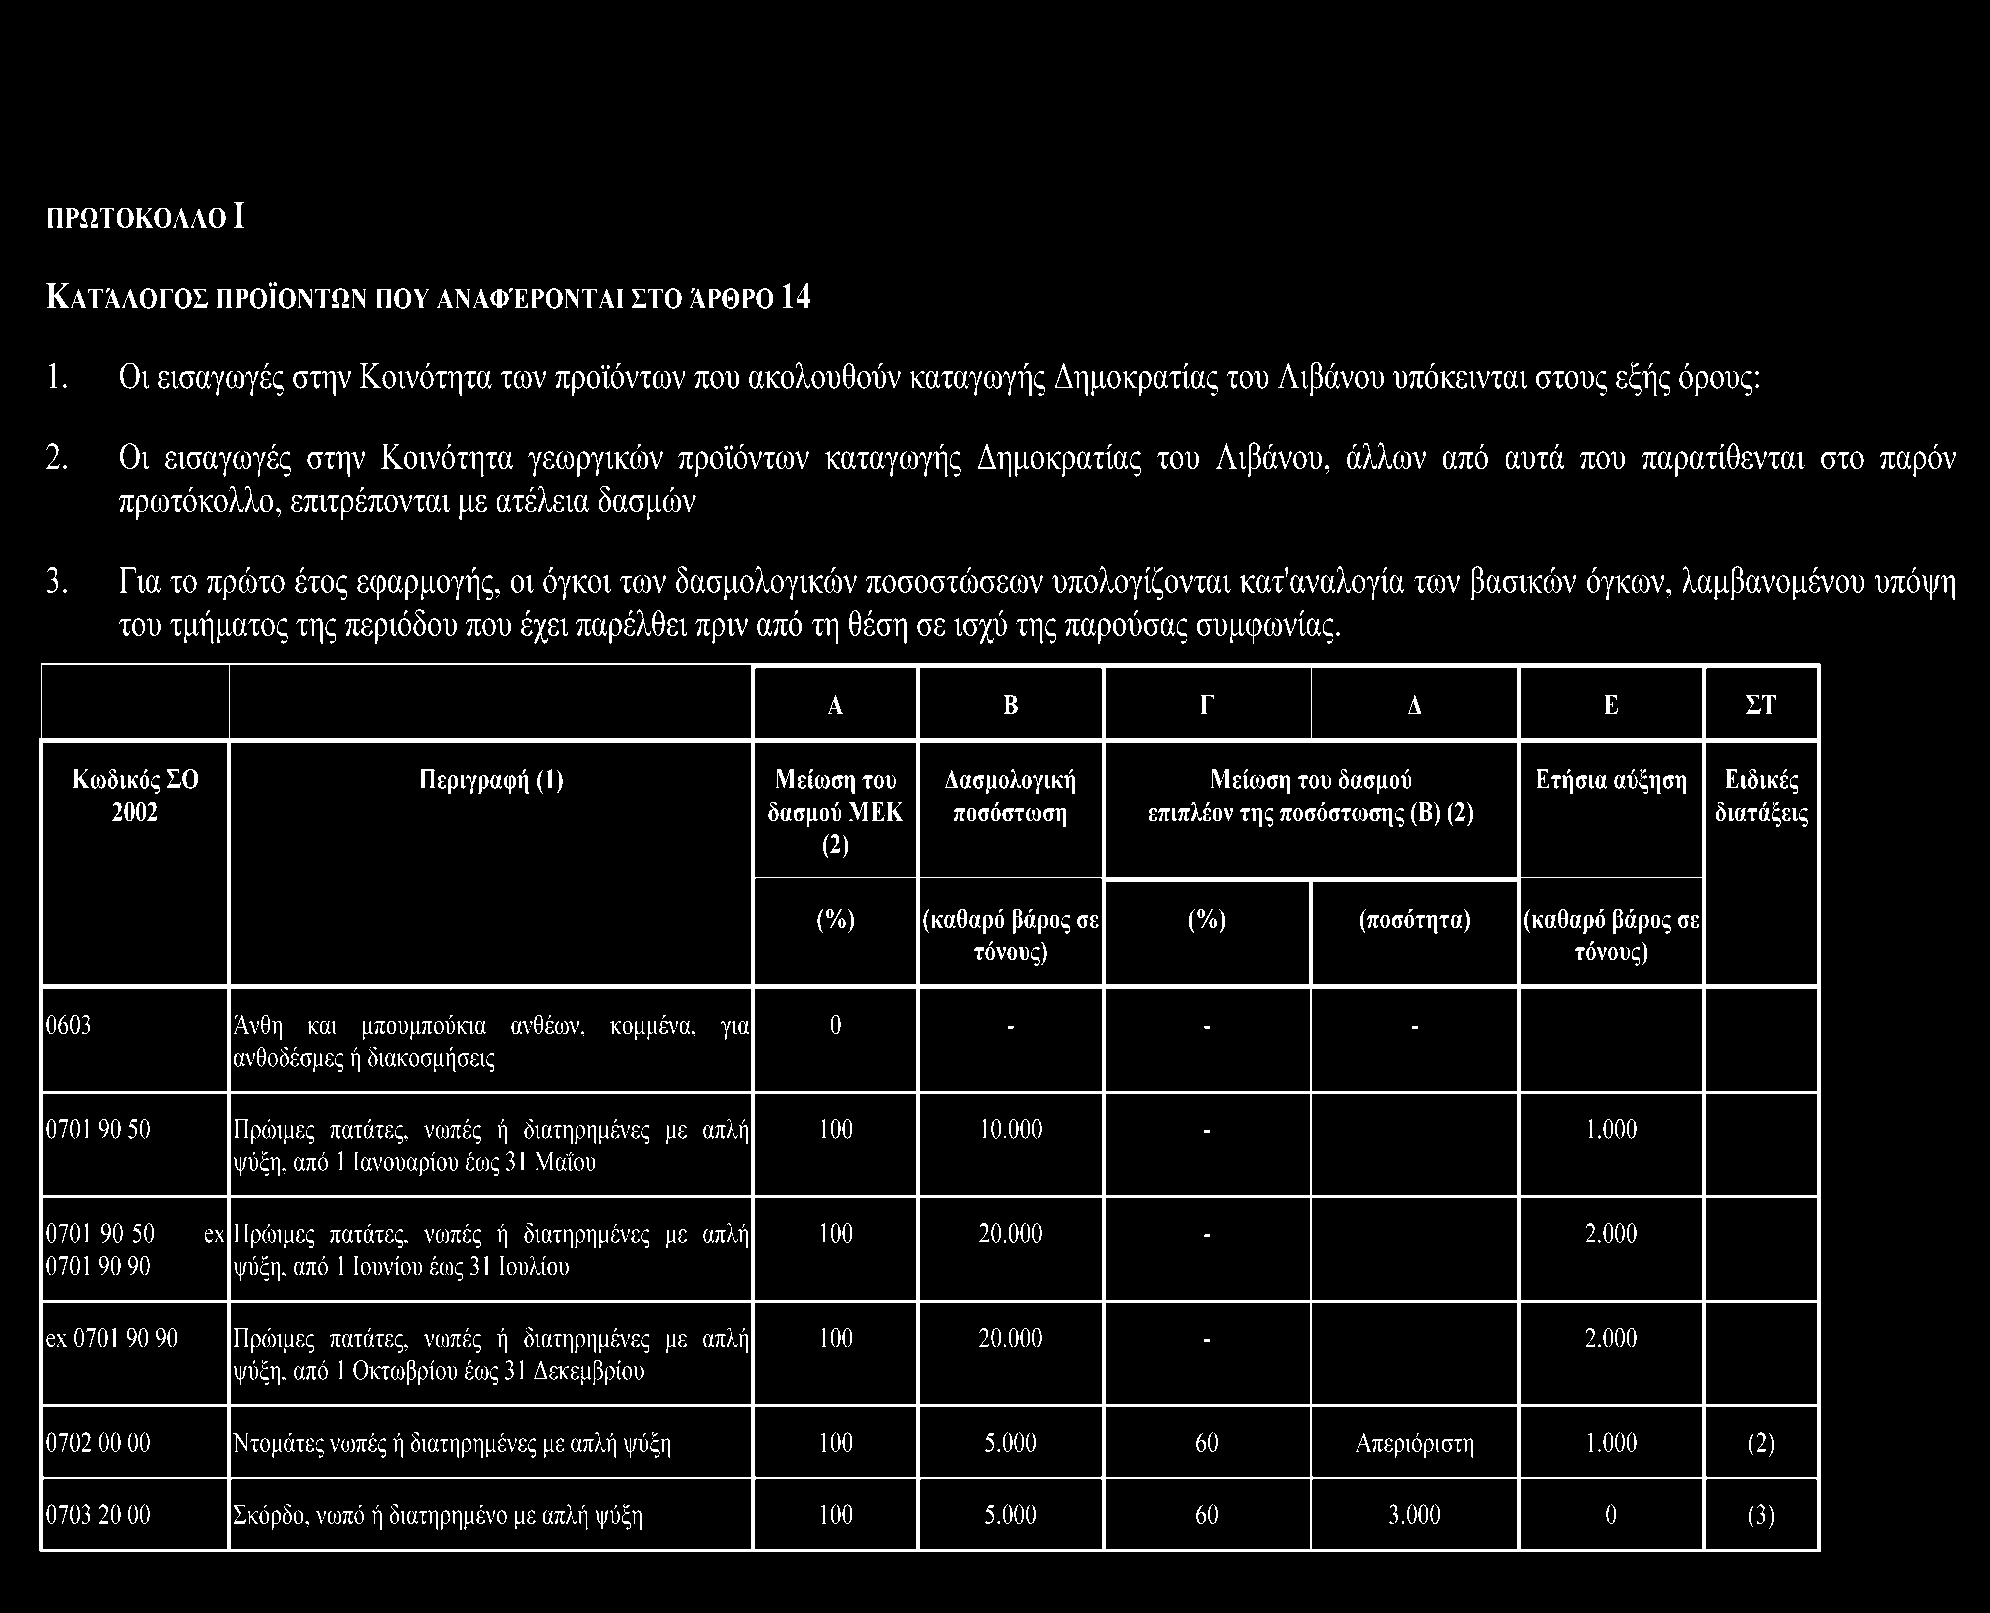 ΠΡΩΤΟΚΟΛΛΟ Ι
ΚΑΤΆΛΟΓΟΣ ΠΡΟΪΟΝΤΩΝ ΠΟΥ ΑΝΑΦΈΡΟΝΤΑΙ ΣΤΟ ΆΡΘΡΟ 14
1. Οι εισαγωγές στην Κοινότητα των προϊόντων που ακολουθούν καταγωγής Δημοκρατίας του Λιβάνου υπόκεινται στους εξής όρους:
2. Οι εισαγωγές στην Κοινότητα γεωργικών προϊόντων καταγωγής Δημοκρατίας του Λιβάνου, άλλων από αυτά που παρατίθενται στο παρόν
πρωτόκολλο, επιτρέπονται με ατέλεια δασμών
3. Για το πρώτο έτος εφαρμογής, οι όγκοι των δασμολογικών ποσοστώσεων υπολογίζονται κατ'αναλογία των βασικών όγκων, λαμβανομένου υπόψη
του τμήματος της περιόδου που έχει παρέλθει πριν από τη θέση σε ισχύ της παρούσας συμφωνίας.
Α Β Γ Δ Ε ΣΤ
Κωδικός ΣΟ Περιγραφή (1) Μείωση του Δασμολογική Μείωση του δασμού Ετήσια αύξηση Ειδικές
2002 δασμού ΜΕΚ ποσόστωση επιπλέον της ποσόστωσης (Β) (2) διατάξεις
(2)
(%) (καθαρό βάρος σε (%) (ποσότητα) (καθαρό βάρος σε
τόνους) τόνους)
0603 Άνθη και μπουμπούκια ανθέων, κομμένα, για 0 - - -
ανθοδέσμες ή διακοσμήσεις
0701 90 50 Πρώιμες πατάτες, νωπές ή διατηρημένες με απλή 100 10.000 - 1.000
ψύξη, από 1 Ιανουαρίου έως 31 Μαΐου
0701 90 50 ex Πρώιμες πατάτες, νωπές ή διατηρημένες με απλή 100 20.000 - 2.000
0701 90 90 ψύξη, από 1 Ιουνίου έως 31 Ιουλίου
ex 0701 90 90 Πρώιμες πατάτες, νωπές ή διατηρημένες με απλή 100 20.000 - 2.000
ψύξη, από 1 Οκτωβρίου έως 31 Δεκεμβρίου
0702 00 00 Ντομάτες νωπές ή διατηρημένες με απλή ψύξη 100 5.000 60 Απεριόριστη 1.000 (2)
0703 20 00 Σκόρδο, νωπό ή διατηρημένο με απλή ψύξη 100 5.000 60 3.000 0 (3)